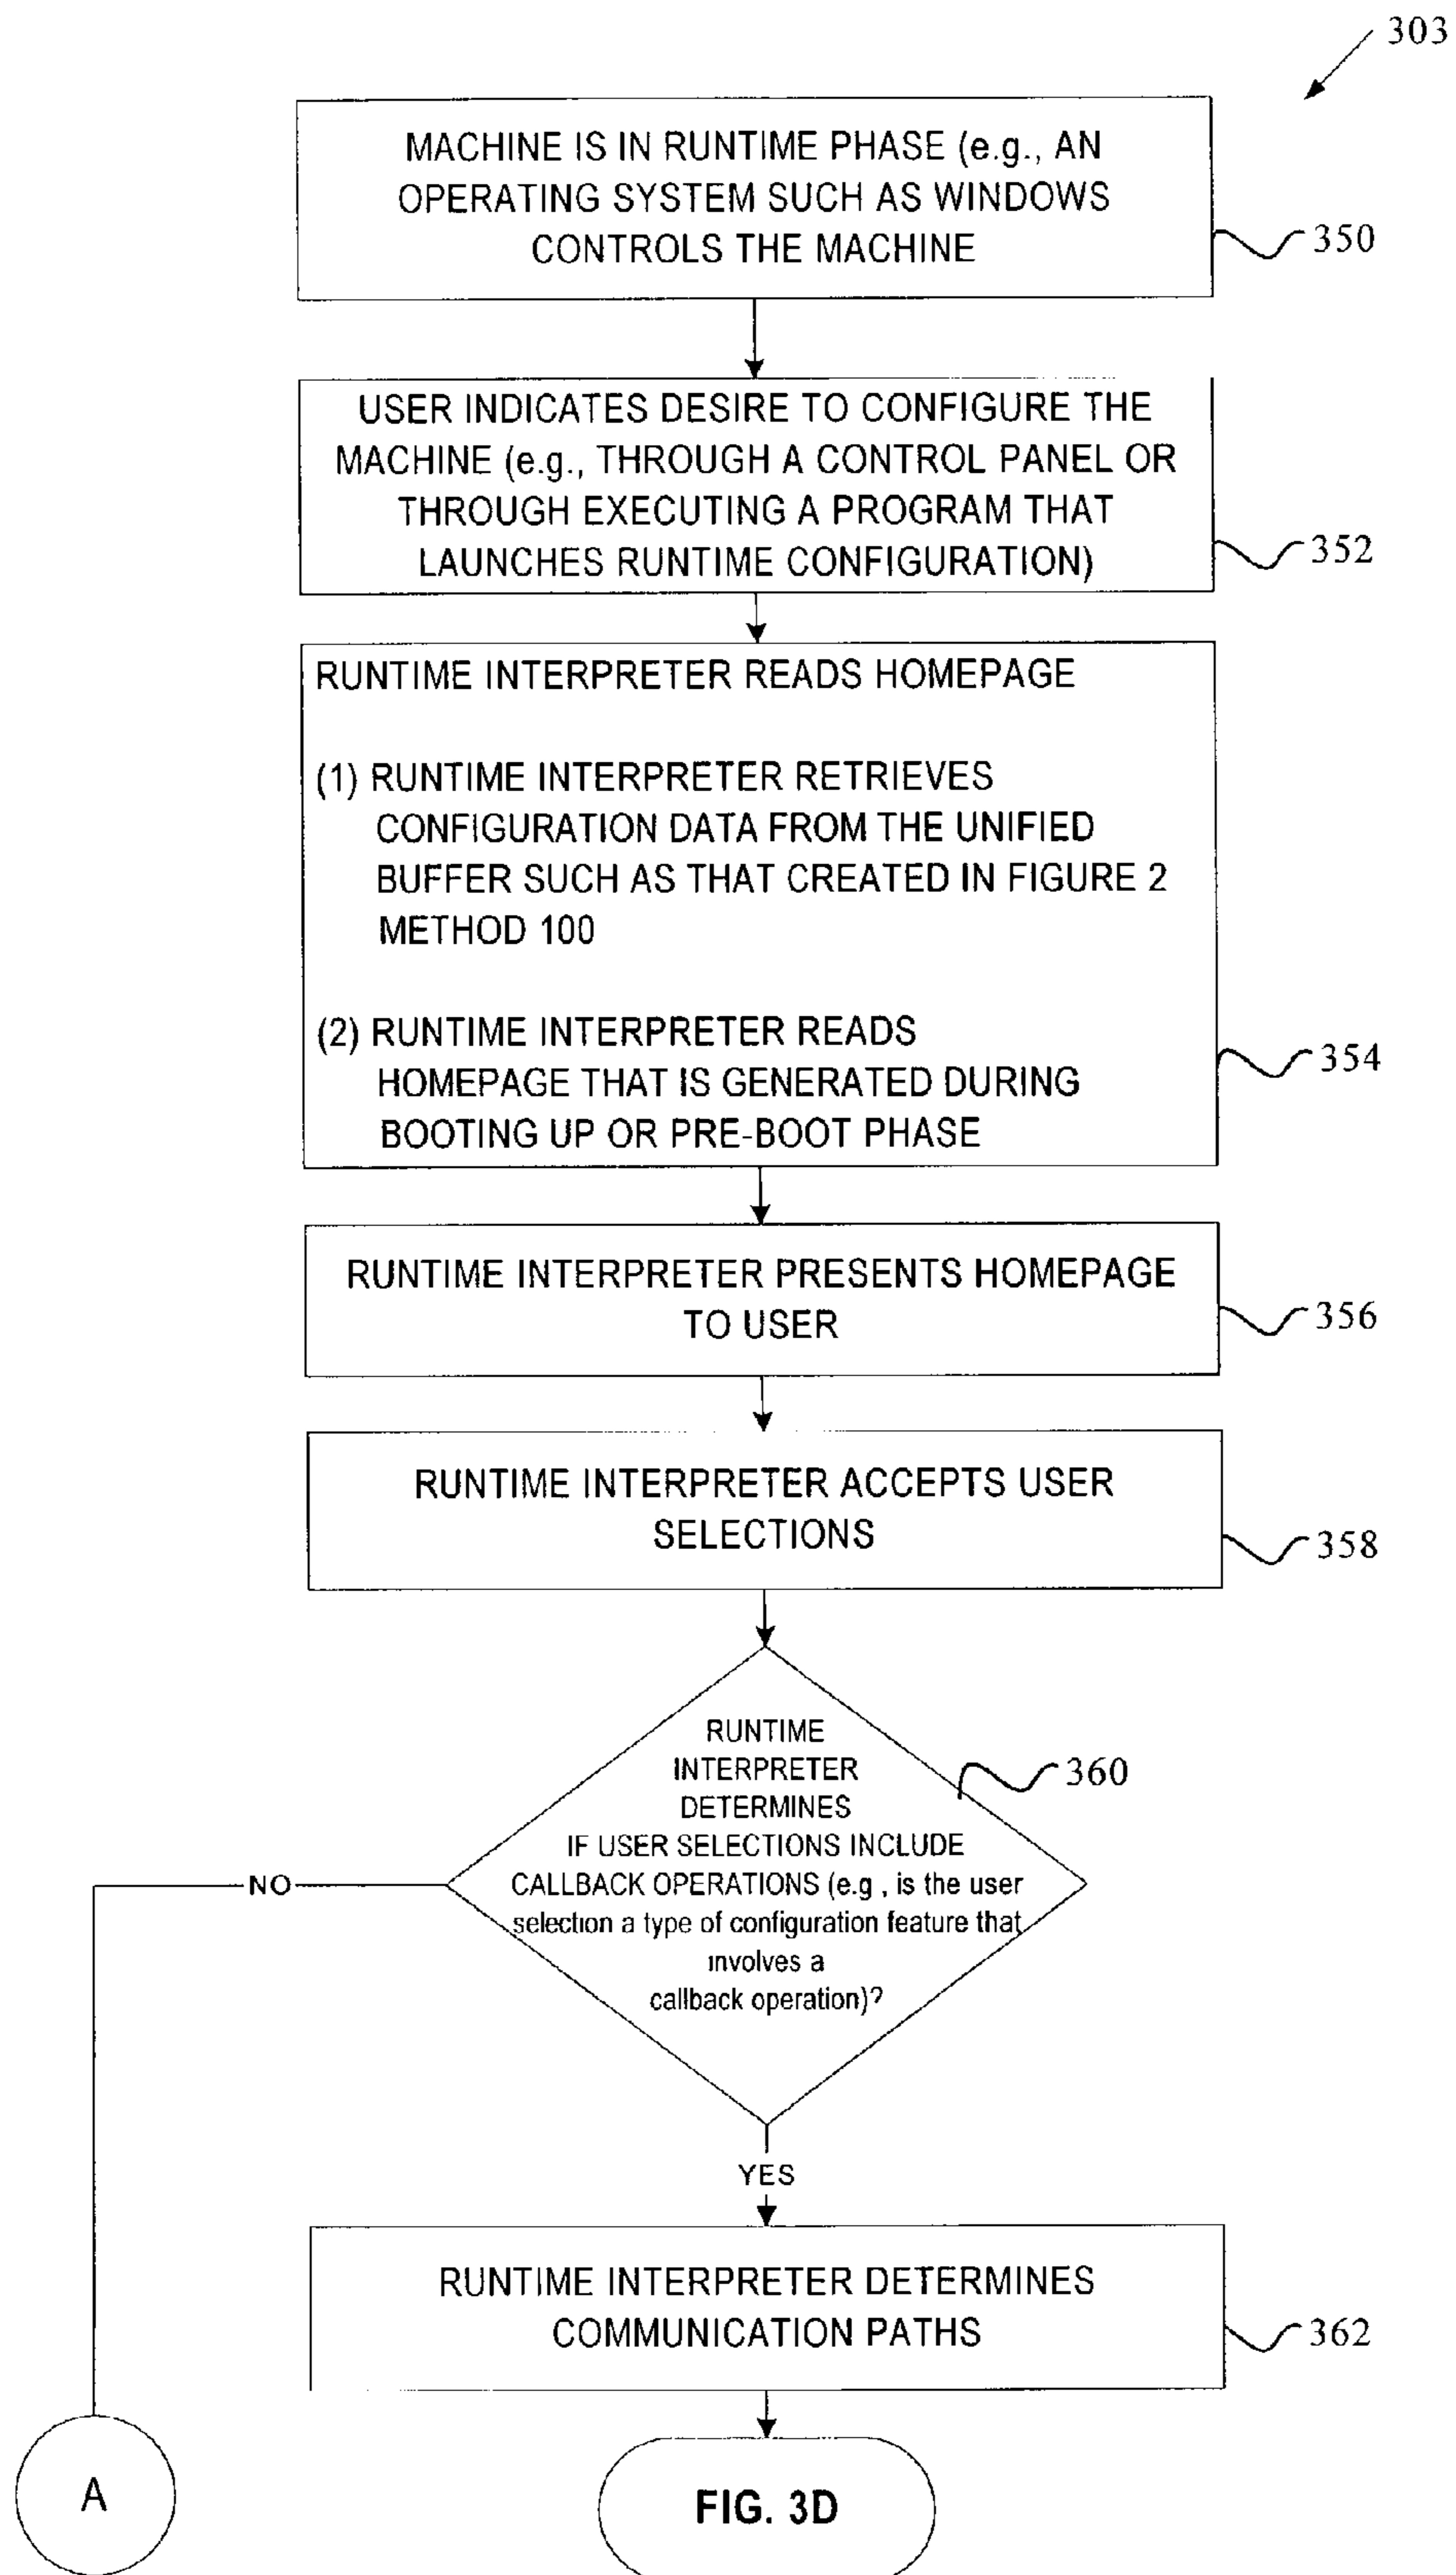 303
MACHINE IS IN RUNTIME PHASE (e.g., AN
OPERATING SYSTEM SUCH AS WINDOWS
CONTROLS THE MACHINE
350
USER INDICATES DESIRE TO CONFIGURE THE
MACHINE (e.g., THROUGH A CONTROL PANEL OR
THROUGH EXECUTING A PROGRAM THAT
LAUNCHES RUNTIME CONFIGURATION)
352
RUNTIME INTERPRETER READS HOMEPAGE
(1) RUNTIME INTERPRETER RETRIEVES
CONFIGURATION DATA FROM THE UNIFIED
BUFFER SUCH AS THAT CREATED IN FIGURE 2
METHOD 100
(2) RUNTIME INTERPRETER READS
HOMEPAGE THAT IS GENERATED DURING
BOOTING UP OR PRE-BOOT PHASE
354
RUNTIME INTERPRETER PRESENTS HOMEPAGE
TO USER
356
RUNTIME INTERPRETER ACCEPTS USER
SELECTIONS
358
RUNTIME
INTERPRETER
DETERMINES
IF USER SELECTIONS INCLUDE
CALLBACK OPERATIONS (e.g , is the user
selection a type of configuration feature that
involves a
callback operation)?
360
NO
YES
RUNTIME INTERPRETER DETERMINES
COMMUNICATION PATHS
362
A
FIG. 3D